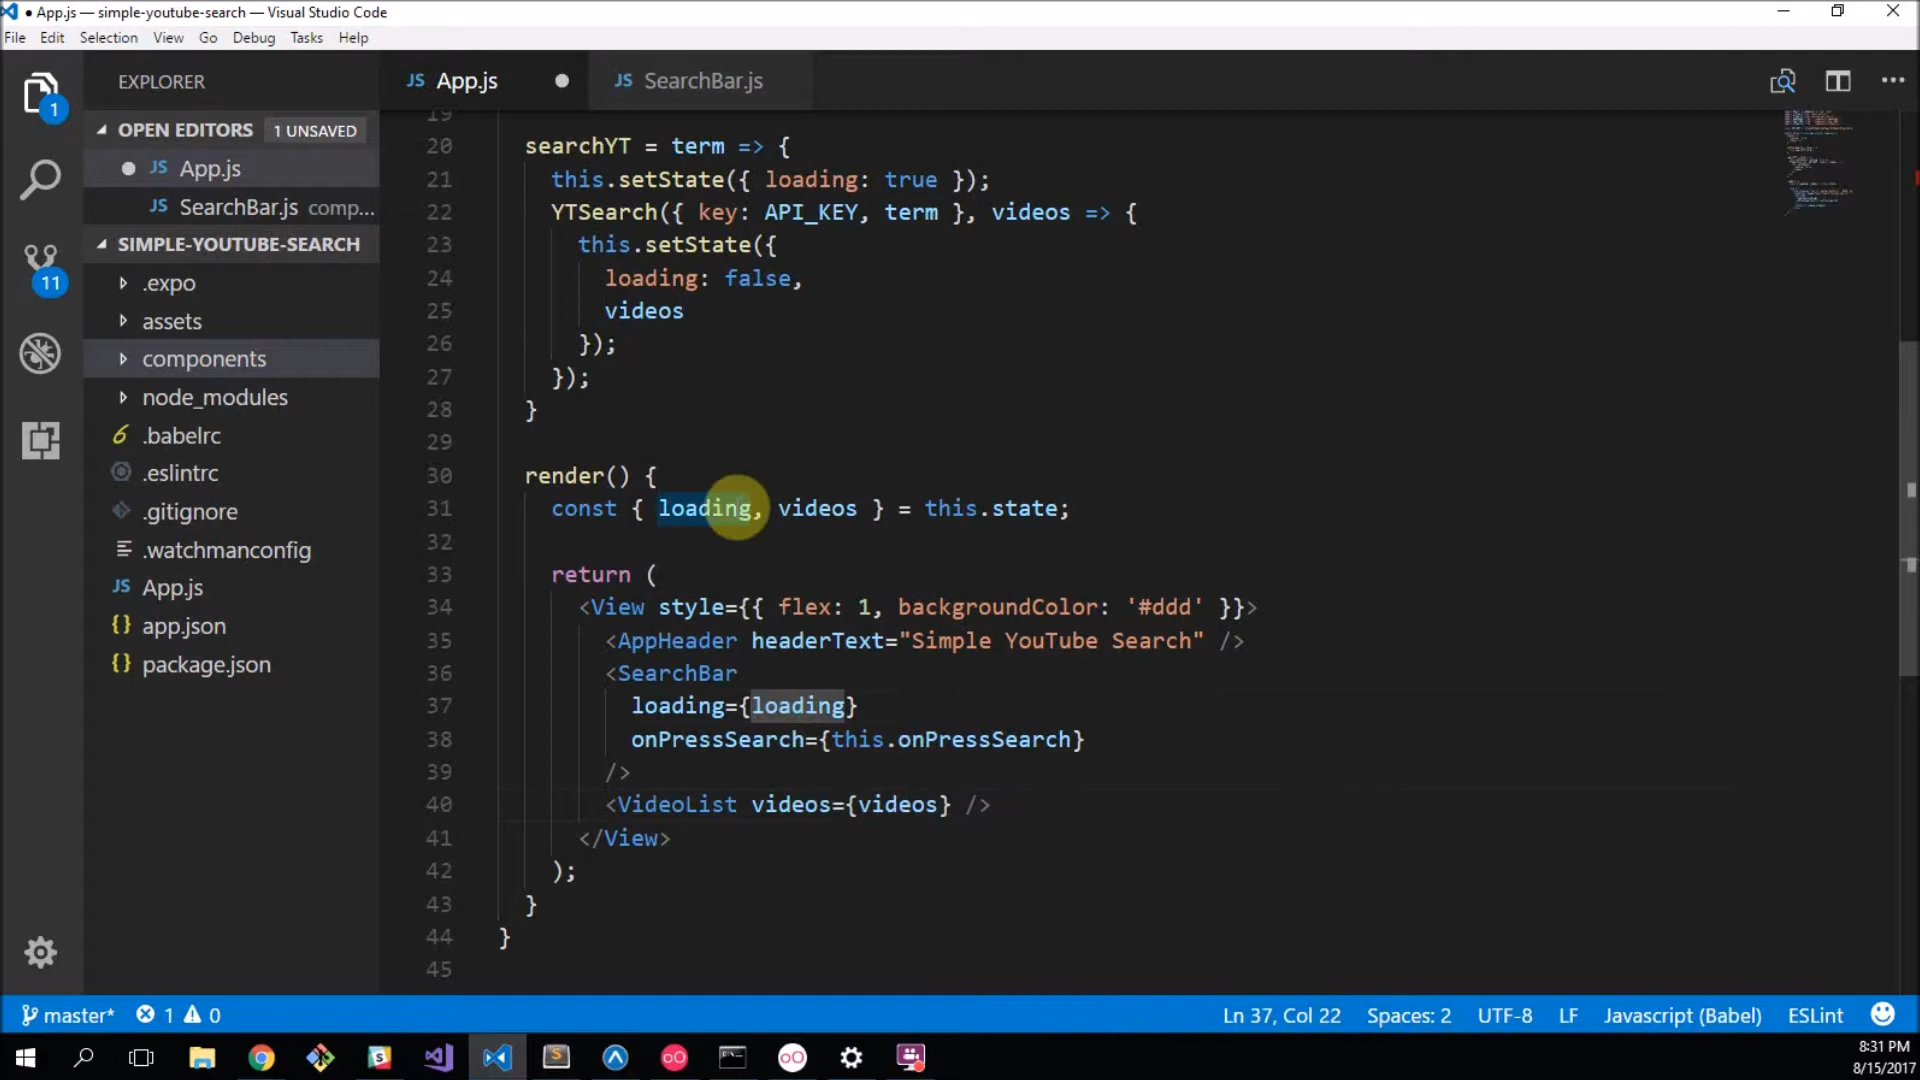 ● App.js — simple-youtube-search — Visual Studio Code
File Edit Selection View Go Debug Tasks Help
EXPLORER
JS App.js
JS SearchBar.js
1
OPEN EDITORS 1 UNSAVED
JS App.js
JS SearchBar.js comp...
11
SIMPLE-YOUTUBE-SEARCH
.expo
assets
components
node_modules
.babelrc
.eslintrc
.gitignore
.watchmanconfig
JS App.js
{} app.json
{} package.json
19
20 searchYT = term => {
21 this.setState({ loading: true });
22 YTSearch({ key: API_KEY, term }, videos => {
23 this.setState({
24 loading: false,
25 videos
26 });
27 });
28 }
29
30 render() {
31 const { loading, videos } = this.state;
32
33 return (
34 <View style={{ flex: 1, backgroundColor: '#ddd' }}>
35 <AppHeader headerText="Simple YouTube Search" />
36 <SearchBar
37 loading={loading}
38 onPressSearch={this.onPressSearch}
39 />
40 <VideoList videos={videos} />
41 </View>
42 );
43 }
44 }
45
master* 1 0 Ln 37, Col 22 Spaces: 2 UTF-8 LF Javascript (Babel) ESLint
8:31 PM
8/15/2017